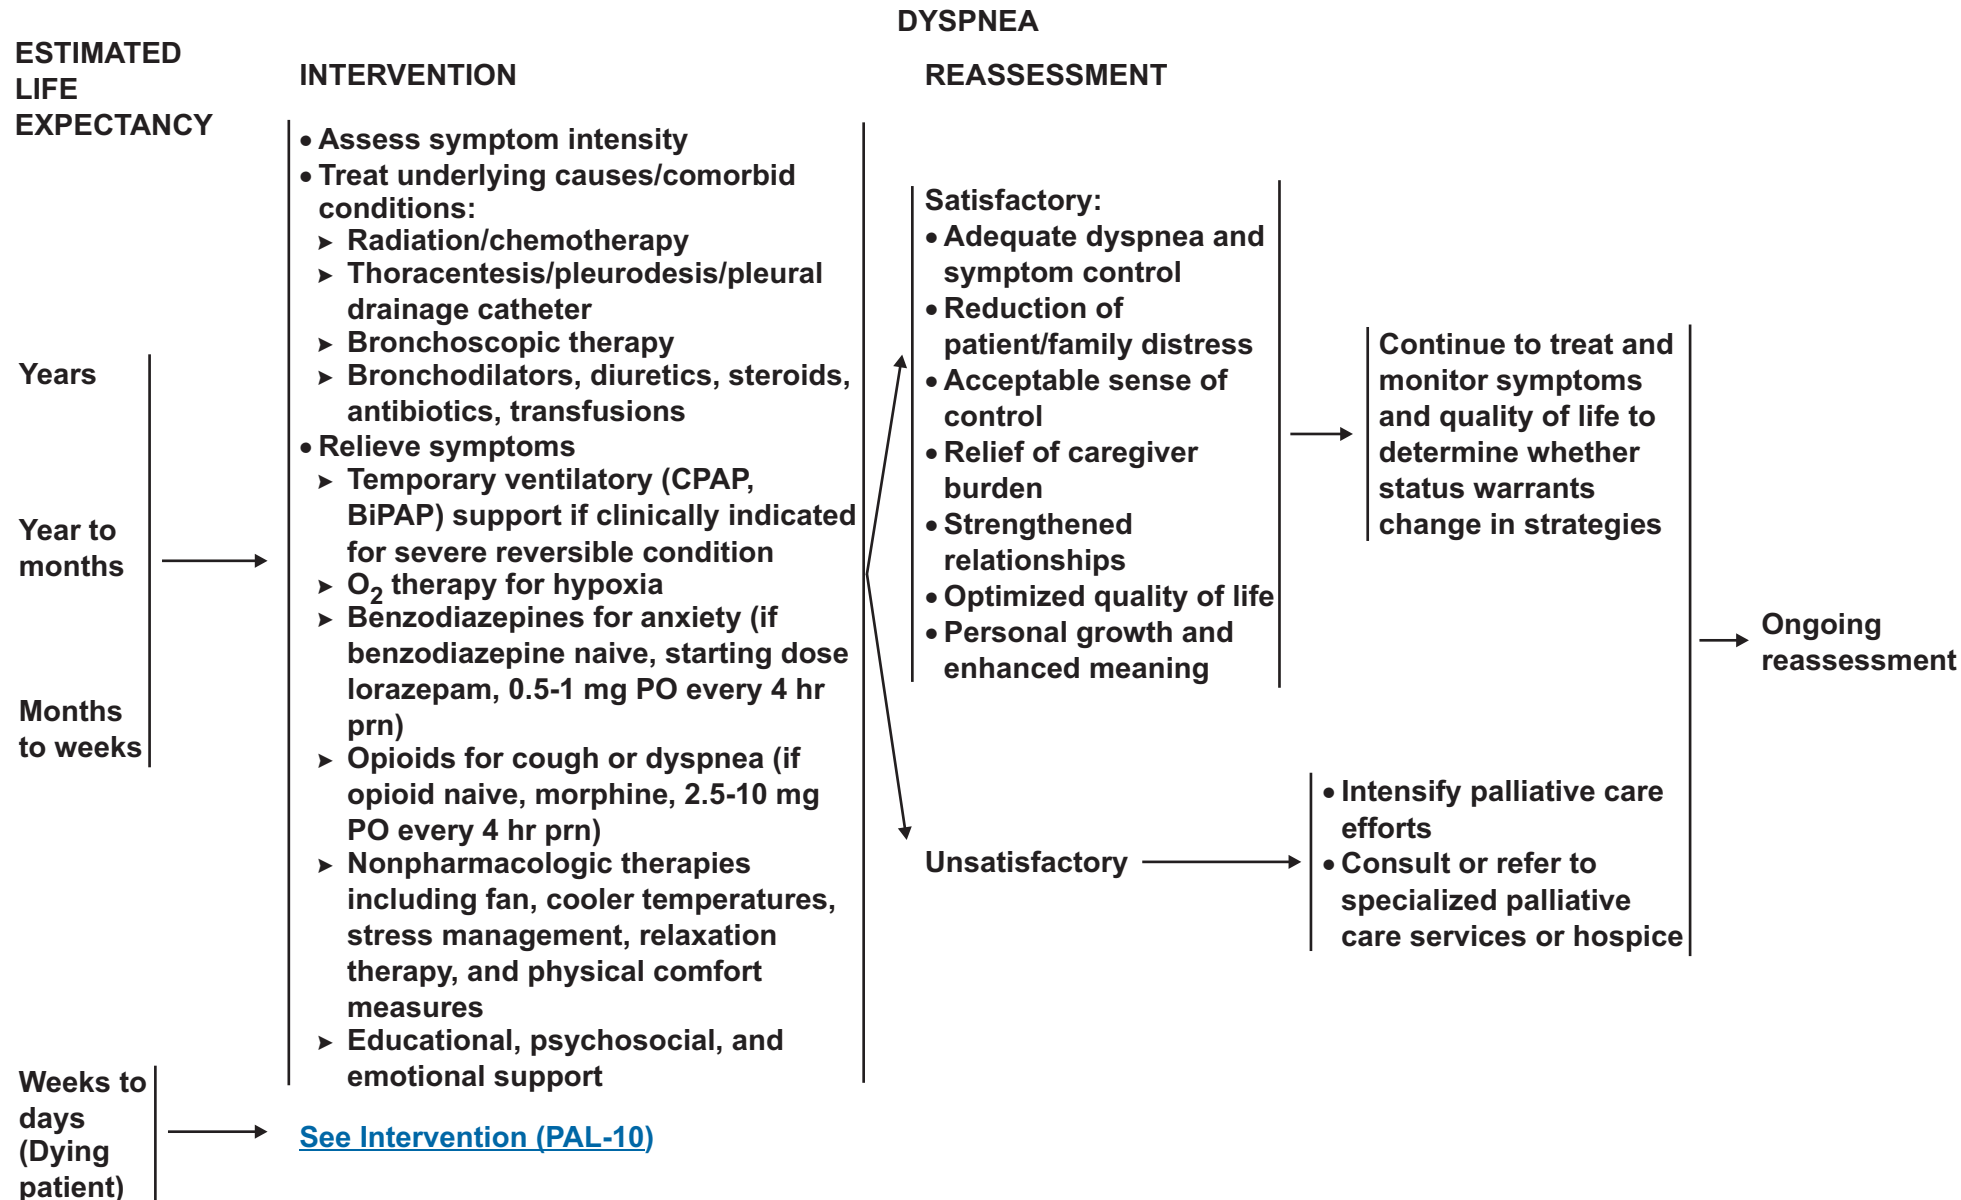 DYSPNEA
ESTIMATED
LIFE
EXPECTANCY
INTERVENTION
REASSESSMENT
Years
Year to
months
Months
to weeks
• Assess symptom intensity
• Treat underlying causes/comorbid
conditions:
➤ Radiation/chemotherapy
➤ Thoracentesis/pleurodesis/pleural
drainage catheter
➤ Bronchoscopic therapy
➤ Bronchodilators, diuretics, steroids,
antibiotics, transfusions
• Relieve symptoms
➤ Temporary ventilatory (CPAP,
BiPAP) support if clinically indicated
for severe reversible condition
➤ O2 therapy for hypoxia
➤ Benzodiazepines for anxiety (if
benzodiazepine naive, starting dose
lorazepam, 0.5-1 mg PO every 4 hr
prn)
➤ Opioids for cough or dyspnea (if
opioid naive, morphine, 2.5-10 mg
PO every 4 hr prn)
➤ Nonpharmacologic therapies
including fan, cooler temperatures,
stress management, relaxation
therapy, and physical comfort
measures
➤ Educational, psychosocial, and
emotional support
Satisfactory:
• Adequate dyspnea and
symptom control
• Reduction of
patient/family distress
• Acceptable sense of
control
• Relief of caregiver
burden
• Strengthened
relationships
• Optimized quality of life
• Personal growth and
enhanced meaning
Continue to treat and
monitor symptoms
and quality of life to
determine whether
status warrants
change in strategies
Unsatisfactory
• Intensify palliative care
efforts
• Consult or refer to
specialized palliative
care services or hospice
Ongoing
reassessment
Weeks to
days
(Dying
patient)
See Intervention (PAL-10)